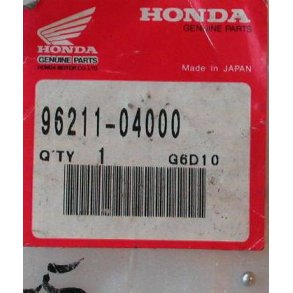 HONDA
GENUINE PARTS
HONDA MOTOR CO., LTD.
HONDA
GENUINE PARTS
Made in JAPAN
96211-04000
Q'TY 1 G6D10